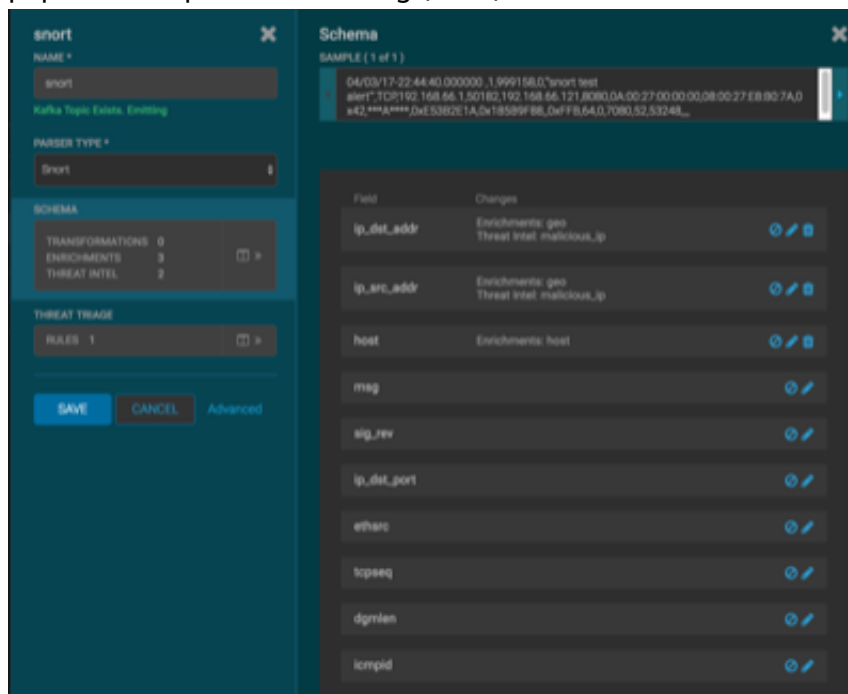 snort
NAME *
snort
Kafka Topic Exists. Emitting
PARSER TYPE *
Snort
SCHEMA
TRANSFORMATIONS 0
ENRICHMENTS 3
THREAT INTEL 2
THREAT TRIAGE
RULES 1
SAVE CANCEL Advanced
Schema
SAMPLE ( 1 of 1 )
04/03/17-22:44:40.000000 ,1,999158,0,"snort test
alert",TCP,192.168.66.1,50182,192.168.66.121,8080,0A:00:27:00:00:00,08:00:27:E8:B0:7A,0
x42,***A****,0xE53B2E1A,0x185B9FBB,,0xFFB,64,0,7080,52,53248,,,,
Field Changes
ip_dst_addr Enrichments: geo
Threat Intel: malicious_ip
ip_src_addr Enrichments: geo
Threat Intel: malicious_ip
host Enrichments: host
msg
sig_rev
ip_dst_port
ethsrc
tcpseq
dgmlen
icmpid